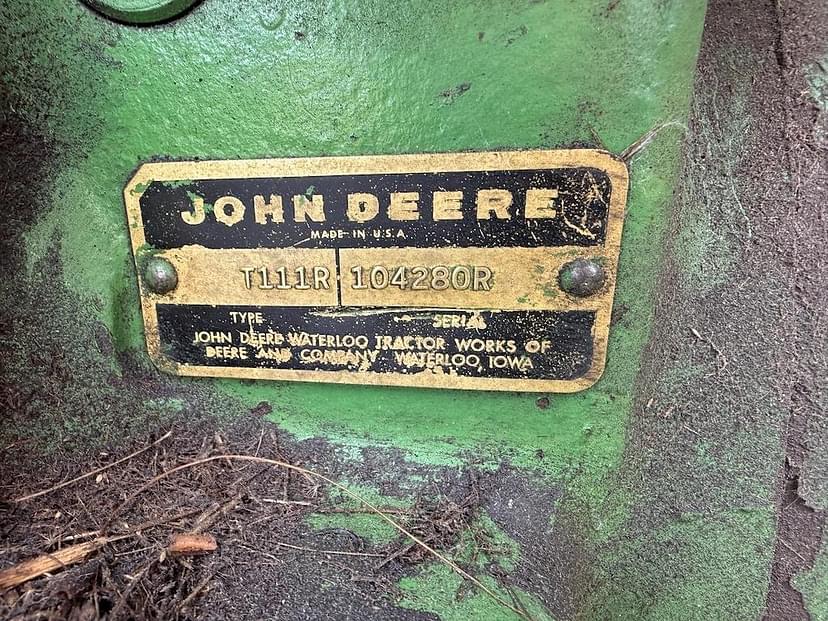 JOHN DEERE
MADE IN U.S.A
T111R 104280R
TYPE SERIAL
JOHN DEERE WATERLOO TRACTOR WORKS OF
DEERE AND COMPANY WATERLOO, IOWA